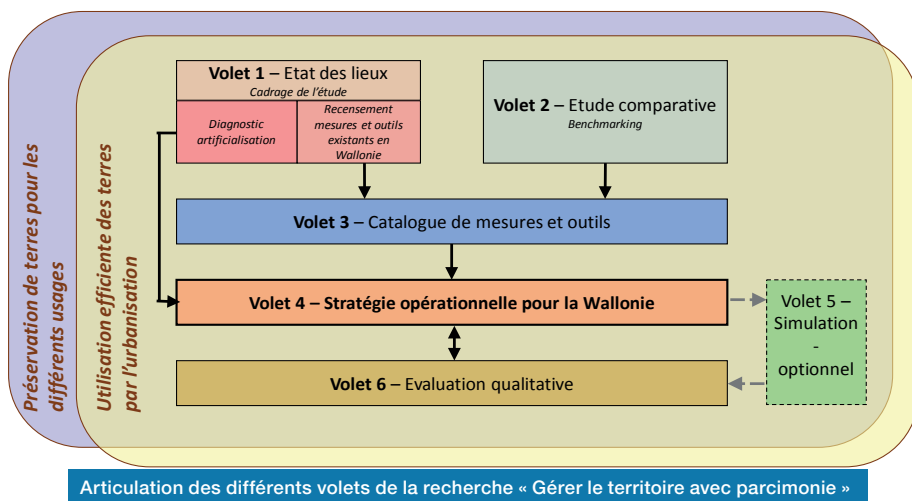 Préservation de terres pour les
différents usages
Utilisation efficiente des terres
par l'urbanisation
Volet 1 – Etat des lieux
Cadrage de l'étude
Diagnostic
artificialisation
Recensement
mesures et outils
existants en
Wallonie
Volet 2 – Etude comparative
Benchmarking
Volet 3 – Catalogue de mesures et outils
Volet 4 – Stratégie opérationnelle pour la Wallonie
Volet 5 –
Simulation
-
optionnel
Volet 6 – Evaluation qualitative
Articulation des différents volets de la recherche « Gérer le territoire avec parcimonie »